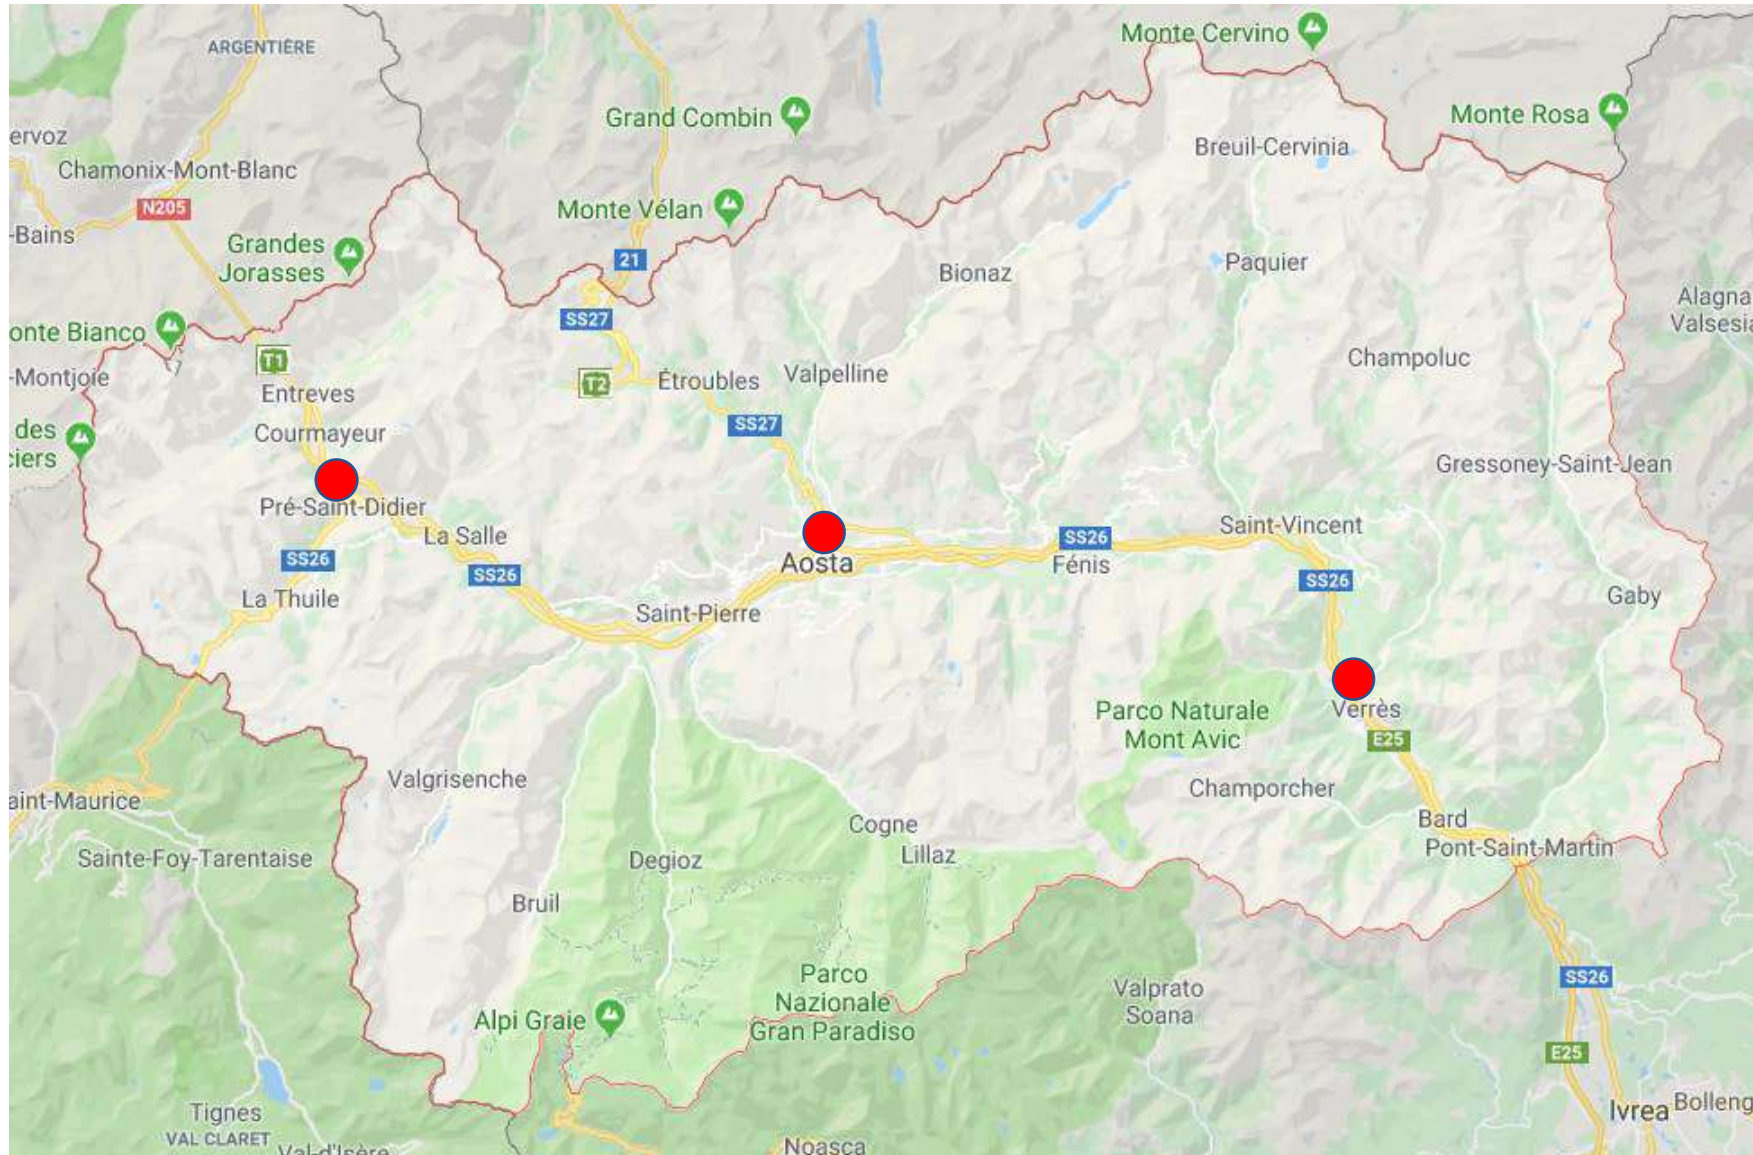 ARGENTIÈRE
Monte Cervino
Grand Combin
Monte Rosa
ervoz
Breuil-Cervinia
Chamonix-Mont-Blanc
N205
Monte Vélan
-Bains
Grandes
Jorasses
21
Bionaz
Paquier
Alagna
Valsesia
SS27
onte Bianco
T1
-Montjoie
Entreves
T2
Étroubles
Valpelline
Champoluc
des
ciers
Courmayeur
SS27
Gressoney-Saint-Jean
Pré-Saint-Didier
La Salle
SS26
SS26
Aosta
SS26
Fénis
Saint-Vincent
SS26
La Thuile
Saint-Pierre
Gaby
Parco Naturale
Mont Avic
Verrès
E25
Valgrisenche
Champorcher
aint-Maurice
Cogne
Bard
Sainte-Foy-Tarentaise
Degioz
Lillaz
Pont-Saint-Martin
Bruil
Parco
Nazionale
Gran Paradiso
Valprato
Soana
SS26
Alpi Graie
E25
Tignes
VAL CLARET
Ivrea
Bolleng
Val-d'Isère
Noasca